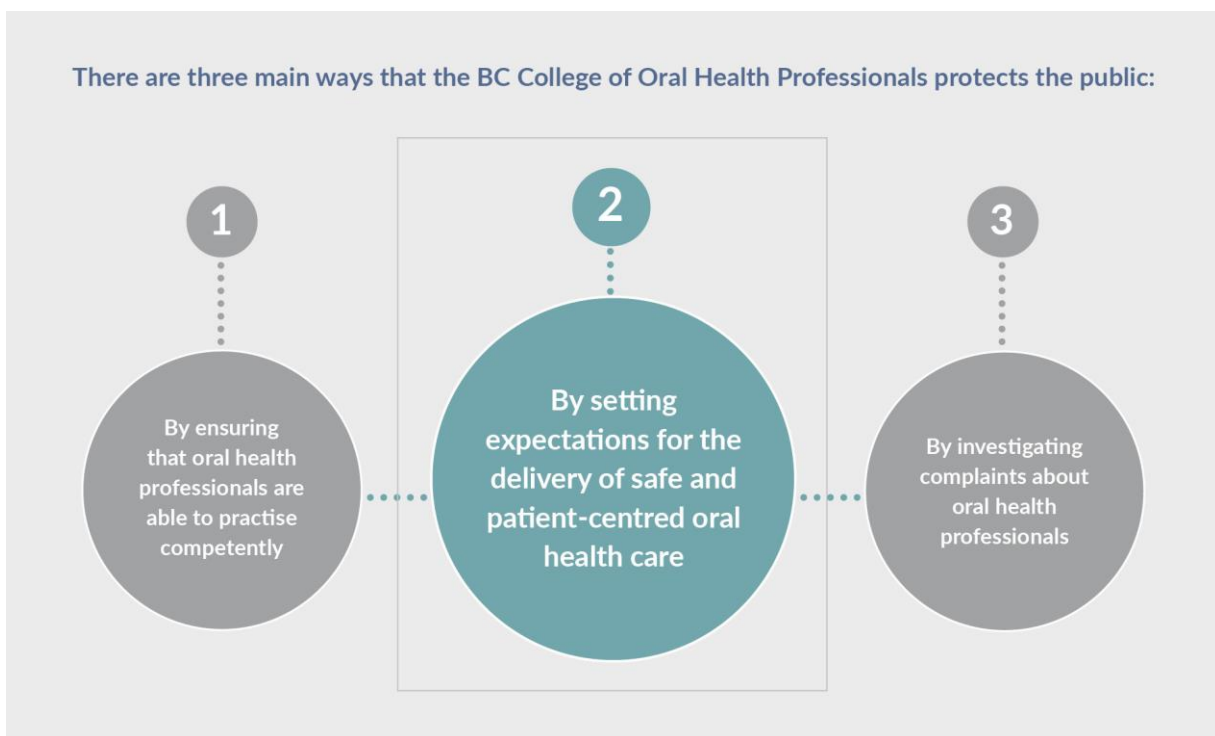 There are three main ways that the BC College of Oral Health Professionals protects the public:
1
By ensuring
that oral health
professionals are
able to practise
competently
2
By setting
expectations for the
delivery of safe and
patient-centred oral
health care
3
By investigating
complaints about
oral health
professionals